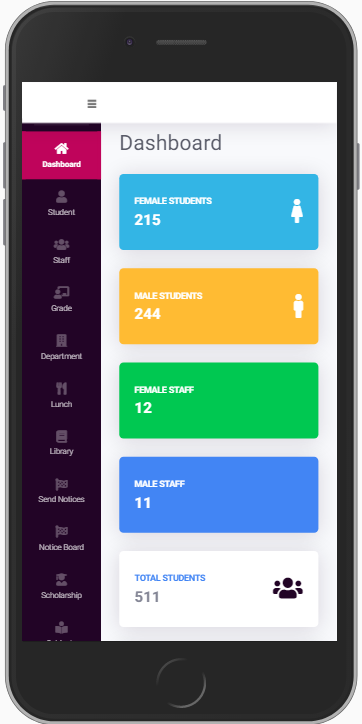 Dashboard
Dashboard
Student
Staff
Grade
Department
Lunch
Library
Send Notices
Notice Board
Scholarship
FEMALE STUDENTS
215
MALE STUDENTS
244
FEMALE STAFF
12
MALE STAFF
11
TOTAL STUDENTS
511